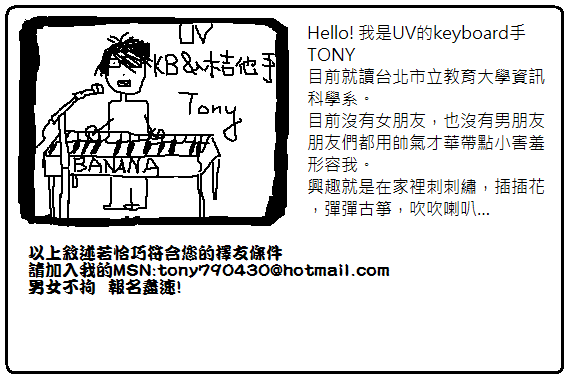 UV
KB&桔他手
Tony
BANANA
Hello! 我是UV的keyboard手
TONY
目前就讀台北市立教育大學資訊
科學系。
目前沒有女朋友，也沒有男朋友
朋友們都用帥氣才華帶點小害羞
形容我。
興趣就是在家裡刺刺繡，插插花
，彈彈古箏，吹吹喇叭...
以上敘述若恰巧符合您的擇友條件
請加入我的MSN:tony790430@hotmail.com
男女不拘 報名盡速!